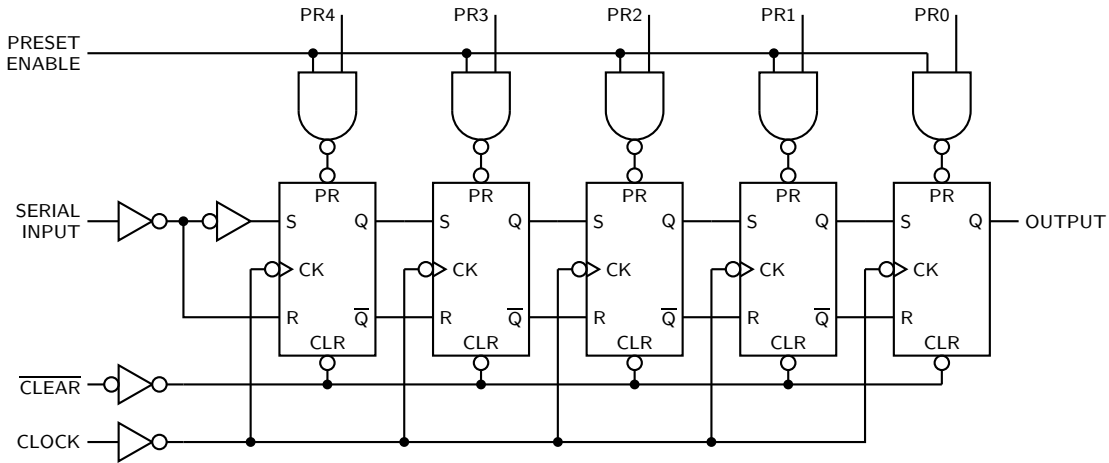 PR4 PR3 PR2 PR1 PR0
PRESET
ENABLE
PR PR PR PR PR
SERIAL
INPUT
S Q S Q S Q S Q S Q OUTPUT
CK CK CK CK CK
R Q̅ R Q̅ R Q̅ R Q̅ R
CLR CLR CLR CLR CLR
C̅L̅E̅A̅R̅
CLOCK